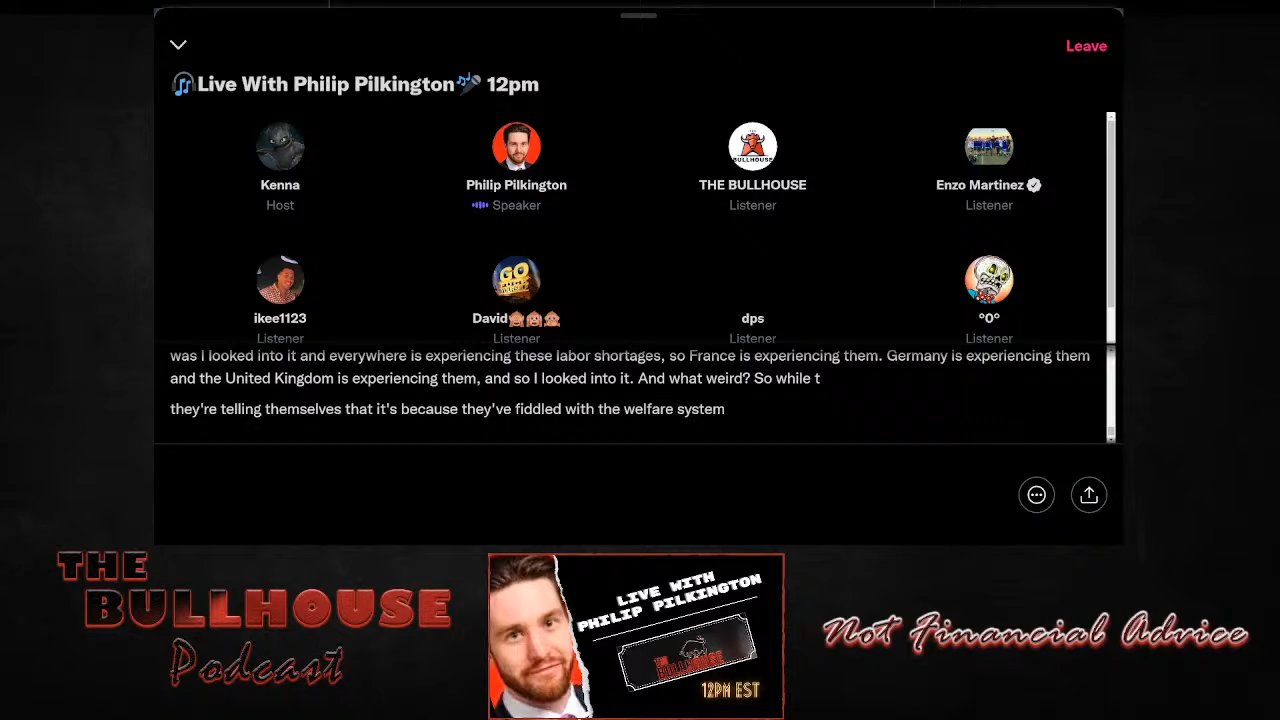 Leave
Live With Philip Pilkington 12pm
Kenna
Host
Philip Pilkington
Speaker
THE BULLHOUSE
Listener
Enzo Martinez
Listener
ikee1123
Listener
David
Listener
dps
Listener
°0°
Listener
was I looked into it and everywhere is experiencing these labor shortages, so France is experiencing them. Germany is experiencing them
and the United Kingdom is experiencing them, and so I looked into it. And what weird? So while t
they're telling themselves that it's because they've fiddled with the welfare system
THE
BULLHOUSE
Podcast
LIVE WITH
PHILIP PILKINGTON
THE
BULLHOUSE
12PM EST
Not Financial Advice